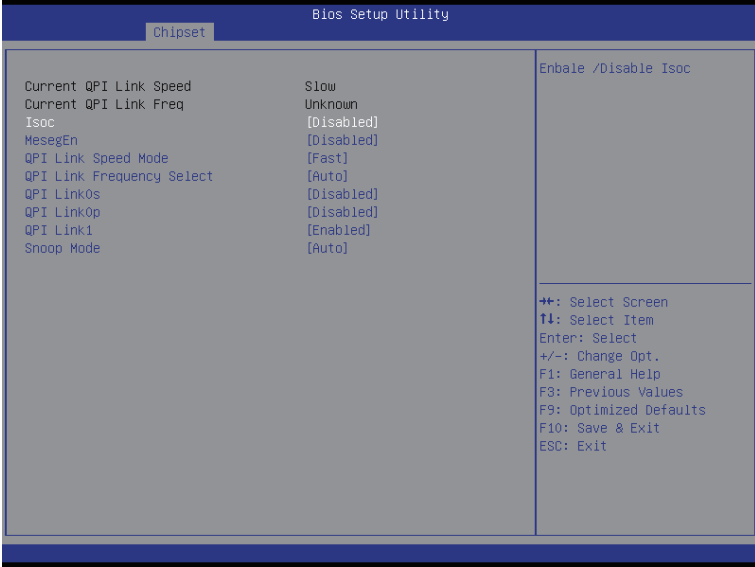 Bios Setup Utility
Chipset
Current QPI Link Speed Slow
Current QPI Link Freq Unknown
Isoc [Disabled]
MesegEn [Disabled]
QPI Link Speed Mode [Fast]
QPI Link Frequency Select [Auto]
QPI Link0s [Disabled]
QPI Link0p [Disabled]
QPI Link1 [Enabled]
Snoop Mode [Auto]
Enbale /Disable Isoc
→←: Select Screen
↑↓: Select Item
Enter: Select
+/-: Change Opt.
F1: General Help
F3: Previous Values
F9: Optimized Defaults
F10: Save & Exit
ESC: Exit